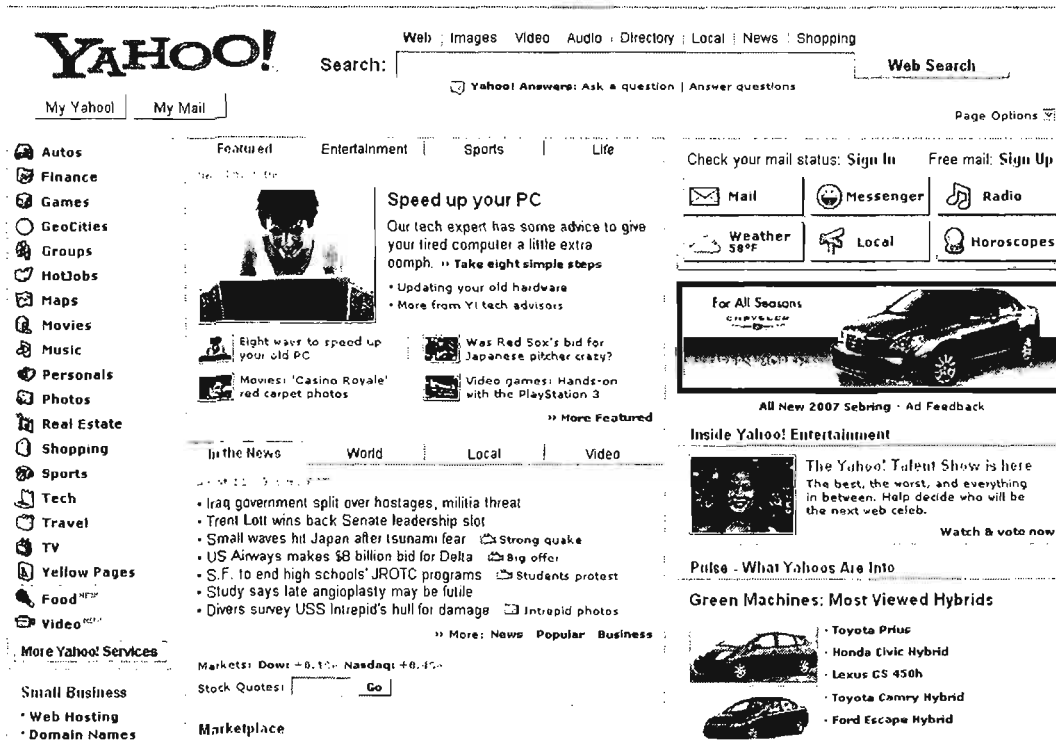 YAHOO!
Web | Images Video Audio | Directory | Local | News | Shopping
Search:
Web Search
Yahoo! Answers: Ask a question | Answer questions
My Yahoo!
My Mail
Page Options
Autos
Finance
Games
GeoCities
Groups
HotJobs
Maps
Movies
Music
Personals
Photos
Real Estate
Shopping
Sports
Tech
Travel
TV
Yellow Pages
Food NEW
Video NEW
More Yahoo! Services
Small Business
• Web Hosting
• Domain Names
Featured | Entertainment | Sports | Life
Speed up your PC
Our tech expert has some advice to give
your tired computer a little extra
oomph. » Take eight simple steps
• Updating your old hardware
• More from Y! tech advisors
Eight ways to speed up
your old PC
Was Red Sox's bid for
Japanese pitcher crazy?
Movies: 'Casino Royale'
red carpet photos
Video games: Hands-on
with the PlayStation 3
» More Featured
In the News | World | Local | Video
• Iraq government split over hostages, militia threat
• Trent Lott wins back Senate leadership slot
• Small waves hit Japan after tsunami fear Strong quake
• US Airways makes $8 billion bid for Delta Big offer
• S.F. to end high schools' JROTC programs Students protest
• Study says late angioplasty may be futile
• Divers survey USS Intrepid's hull for damage Intrepid photos
» More: News Popular Business
Markets: Dow: Nasdaq:
Stock Quotes: Go
Marketplace
Check your mail status: Sign In Free mail: Sign Up
Mail
Messenger
Radio
Weather
58°F
Local
Horoscopes
For All Seasons
CHRYSLER
All New 2007 Sebring - Ad Feedback
Inside Yahoo! Entertainment
The Yahoo! Talent Show is here
The best, the worst, and everything
in between. Help decide who will be
the next web celeb.
Watch & vote now
Pulse - What Yahoos Are Into
Green Machines: Most Viewed Hybrids
• Toyota Prius
• Honda Civic Hybrid
• Lexus GS 450h
• Toyota Camry Hybrid
• Ford Escape Hybrid